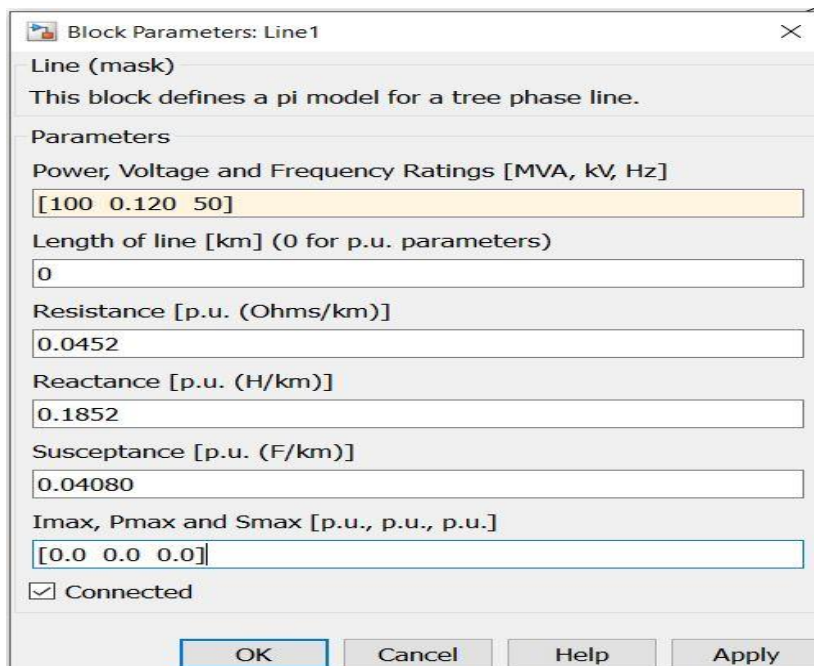 Block Parameters: Line1
Line (mask)
This block defines a pi model for a tree phase line.
Parameters
Power, Voltage and Frequency Ratings [MVA, kV, Hz]
[100 0.120 50]
Length of line [km] (0 for p.u. parameters)
0
Resistance [p.u. (Ohms/km)]
0.0452
Reactance [p.u. (H/km)]
0.1852
Susceptance [p.u. (F/km)]
0.04080
Imax, Pmax and Smax [p.u., p.u., p.u.]
[0.0 0.0 0.0]
Connected
OK Cancel Help Apply